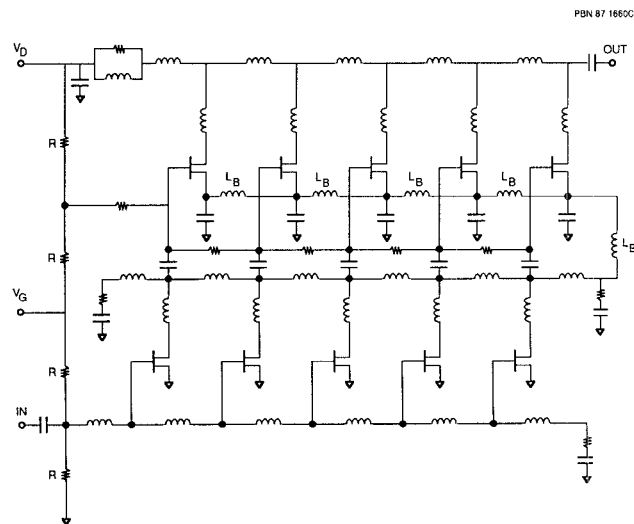 PBN 87 1660C
V_D
OUT
R
L_B
L_B
L_B
L_B
R
L_B
V_G
R
IN
R